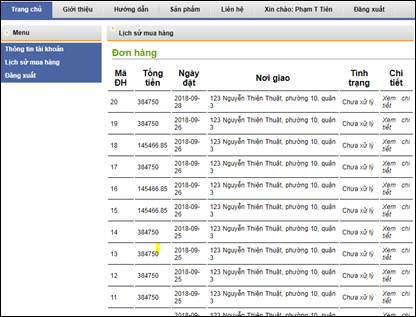 Trang chủ Giới thiệu Hướng dẫn Sản phẩm Liên hệ Xin chào: Phạm T Tiên Đăng xuất
Menu
Thông tin tài khoản
Lịch sử mua hàng
Đăng xuất
Lịch sử mua hàng
Đơn hàng
Mã ĐH Tổng tiền Ngày đặt Nơi giao Tình trạng Chi tiết
20 384750 2018-09-28 123 Nguyễn Thiện Thuật, phường 10, quận 3 Chưa xử lý Xem chi tiết
19 384750 2018-09-26 123 Nguyễn Thiện Thuật, phường 10, quận 3 Chưa xử lý Xem chi tiết
18 145466.85 2018-09-26 123 Nguyễn Thiện Thuật, phường 10, quận 3 Chưa xử lý Xem chi tiết
17 384750 2018-09-26 123 Nguyễn Thiện Thuật, phường 10, quận 3 Chưa xử lý Xem chi tiết
16 145466.85 2018-09-26 123 Nguyễn Thiện Thuật, phường 10, quận 3 Chưa xử lý Xem chi tiết
15 145466.85 2018-09-26 123 Nguyễn Thiện Thuật, phường 10, quận 3 Chưa xử lý Xem chi tiết
14 384750 2018-09-25 123 Nguyễn Thiện Thuật, phường 10, quận 3 Chưa xử lý Xem chi tiết
13 384750 2018-09-25 123 Nguyễn Thiện Thuật, phường 10, quận 3 Chưa xử lý Xem chi tiết
12 384750 2018-09-25 123 Nguyễn Thiện Thuật, phường 10, quận 3 Chưa xử lý Xem chi tiết
11 384750 2018-09-25 123 Nguyễn Thiện Thuật, phường 10, quận 3 Chưa xử lý Xem chi tiết